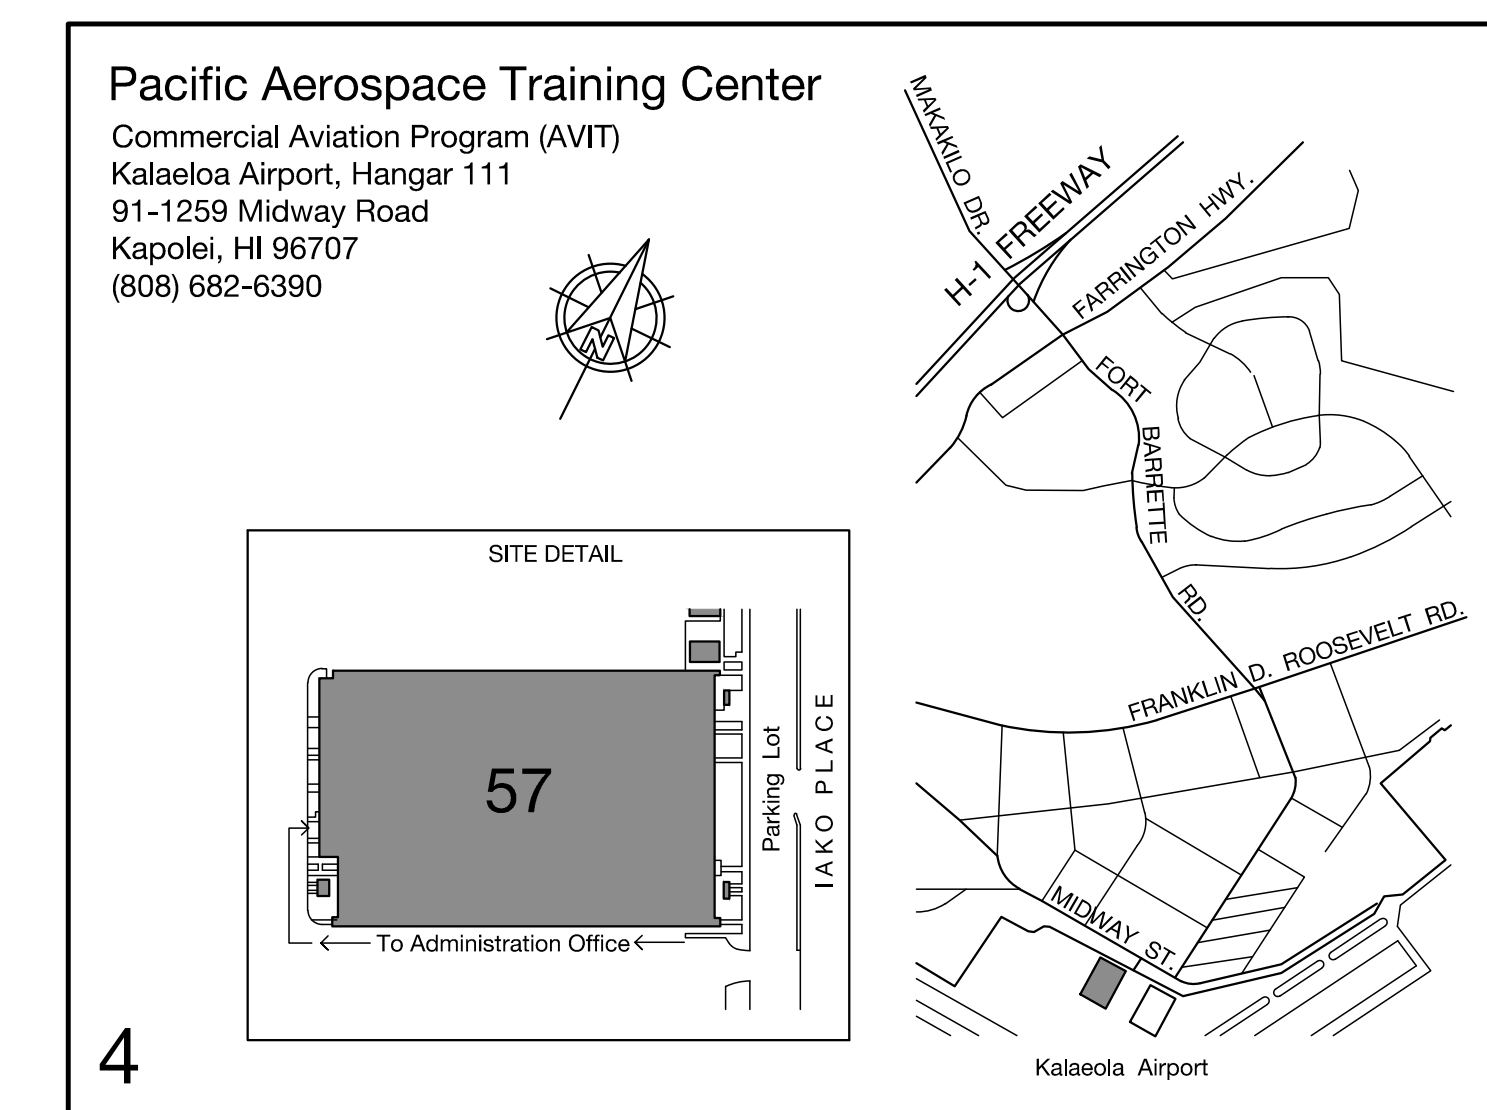 Pacific Aerospace Training Center
Commercial Aviation Program (AVIT)
Kalaeloa Airport, Hangar 111
91-1259 Midway Road
Kapolei, HI 96707
(808) 682-6390
N
MAKAKILO DR.
H-1 FREEWAY
FARRINGTON HWY.
FORT BARRETTE RD.
FRANKLIN D. ROOSEVELT RD.
MIDWAY ST.
Kalaeola Airport
SITE DETAIL
57
Parking Lot
IAKO PLACE
To Administration Office
4